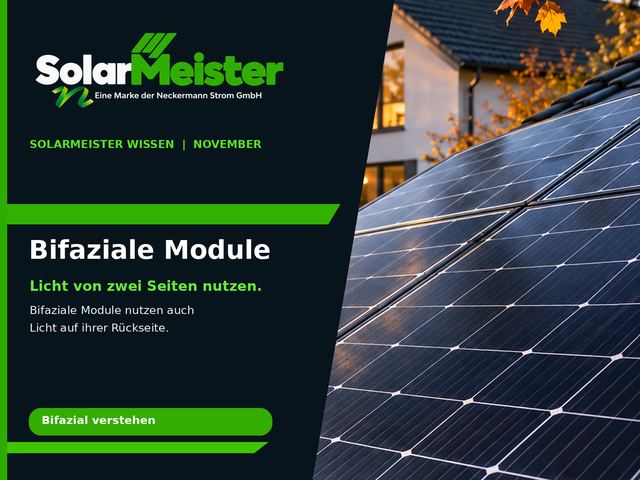 SolarMeister
Eine Marke der Neckermann Strom GmbH
SOLARMEISTER WISSEN | NOVEMBER
Bifaziale Module
Licht von zwei Seiten nutzen.
Bifaziale Module nutzen auch
Licht auf ihrer Rückseite.
Bifazial verstehen